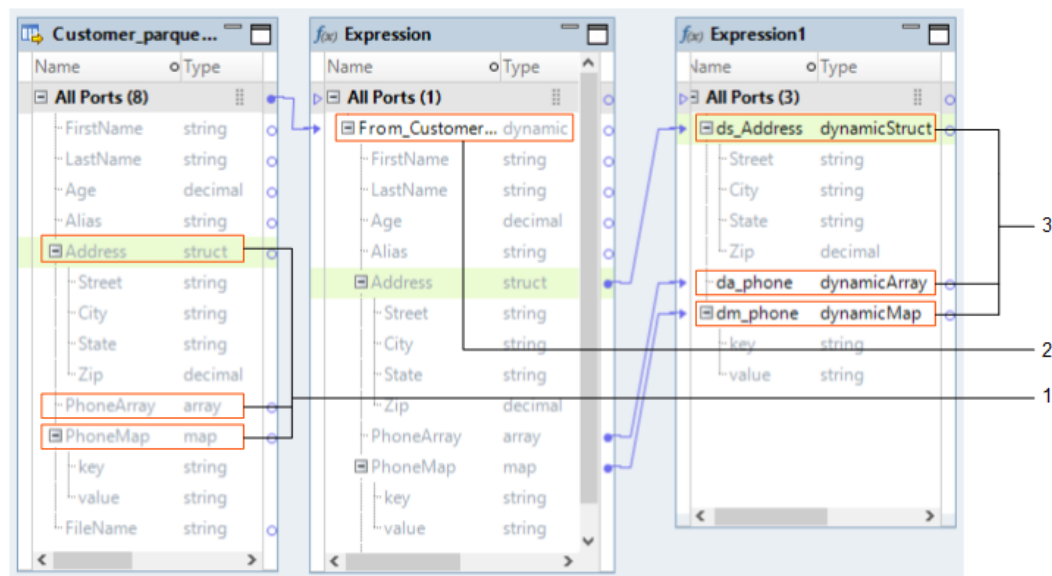 Customer_parque...
Name Type
All Ports (8)
FirstName string
LastName string
Age decimal
Alias string
Address struct
Street string
City string
State string
Zip decimal
PhoneArray array
PhoneMap map
key string
value string
FileName string
f(x) Expression
Name Type
All Ports (1)
From_Customer... dynamic
FirstName string
LastName string
Age decimal
Alias string
Address struct
Street string
City string
State string
Zip decimal
PhoneArray array
PhoneMap map
key string
value string
f(x) Expression1
Name Type
All Ports (3)
ds_Address dynamicStruct
Street string
City string
State string
Zip decimal
da_phone dynamicArray
dm_phone dynamicMap
key string
value string
3
2
1